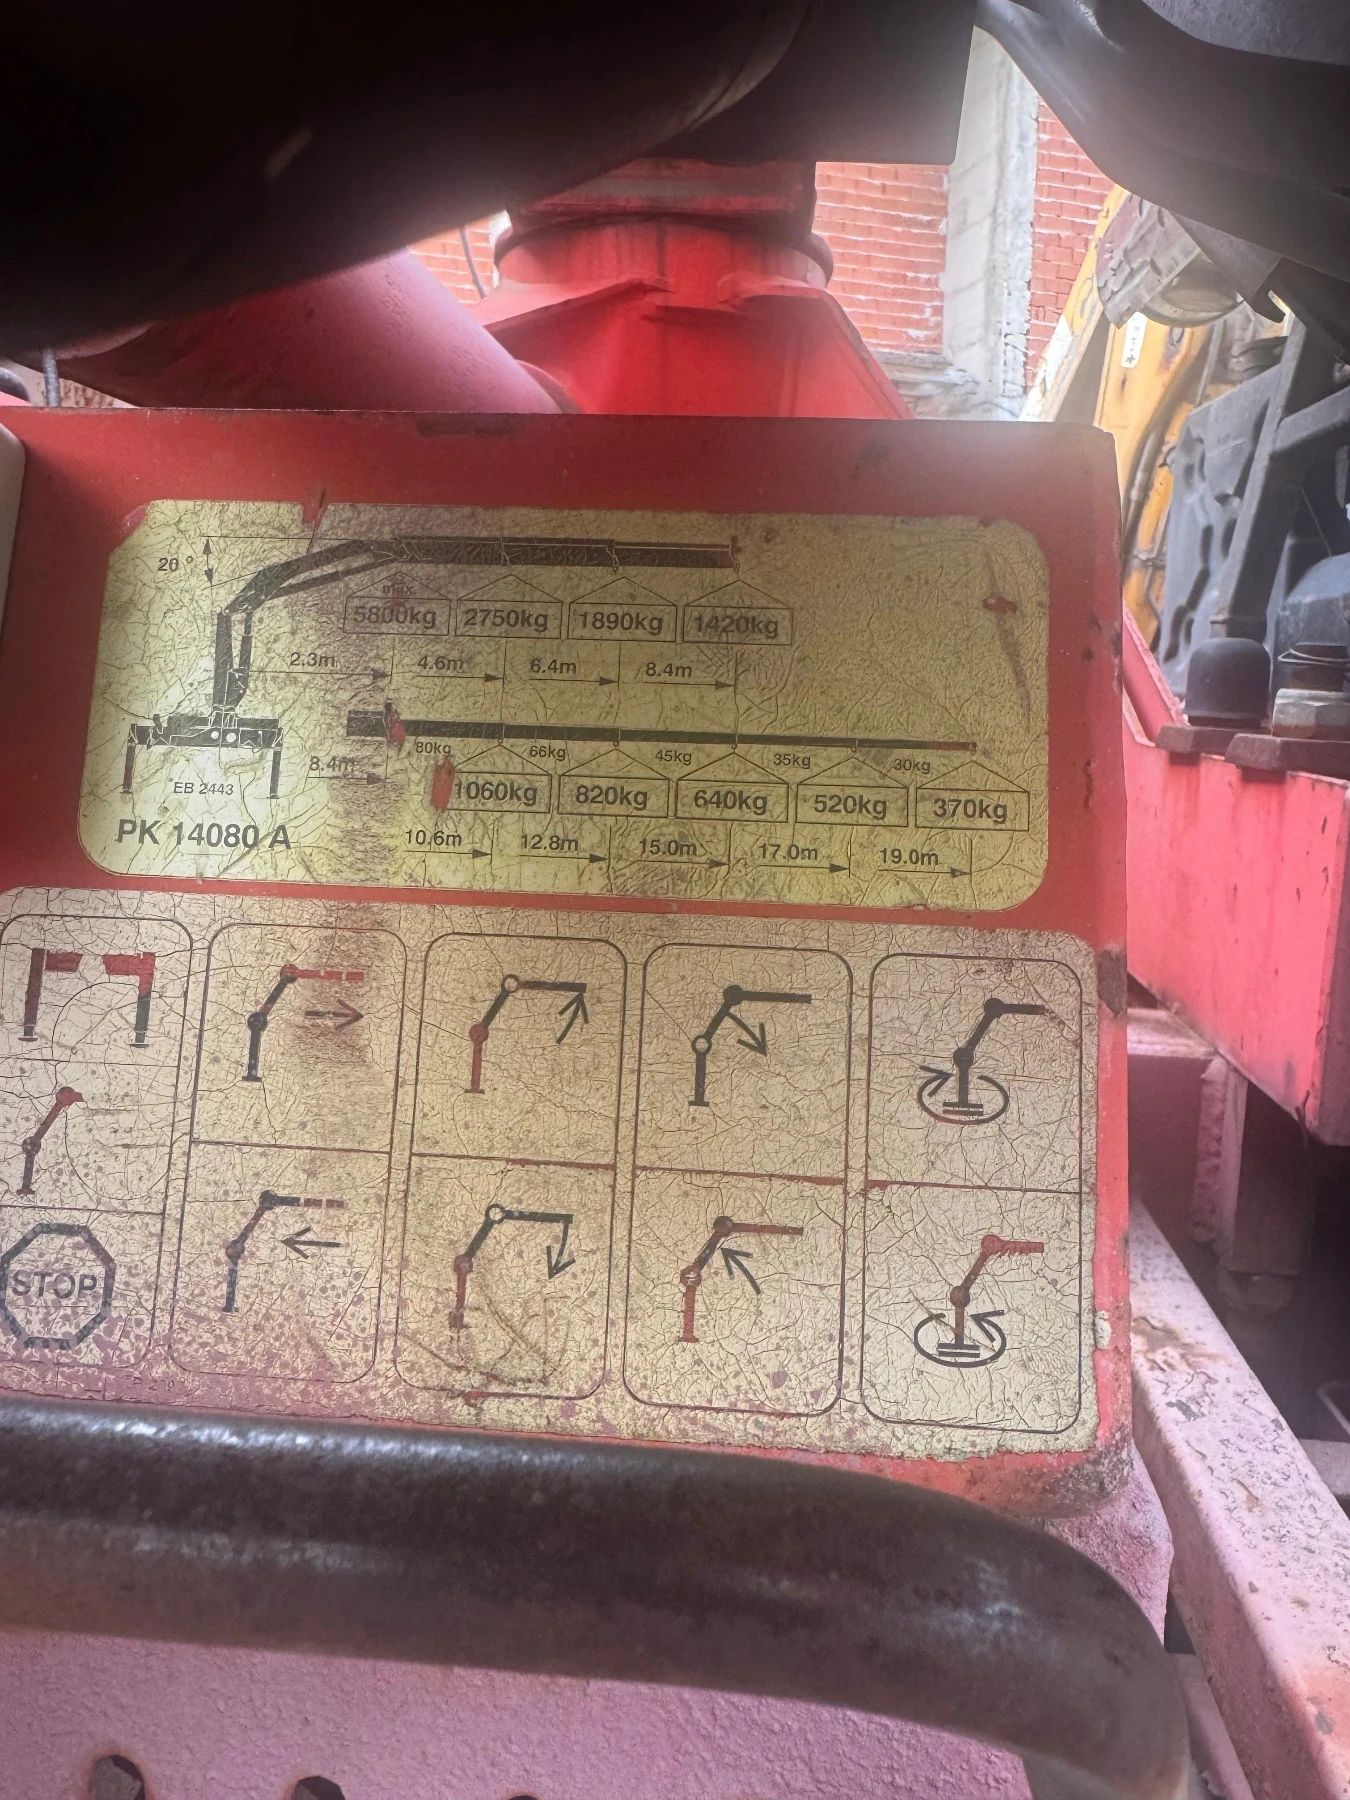 20°
max.
5800kg 2750kg 1890kg 1420kg
2.3m 4.6m 6.4m 8.4m
80kg 66kg 45kg 35kg 30kg
8.4m
1060kg 820kg 640kg 520kg 370kg
EB 2443
PK 14080 A
10.6m 12.8m 15.0m 17.0m 19.0m
STOP